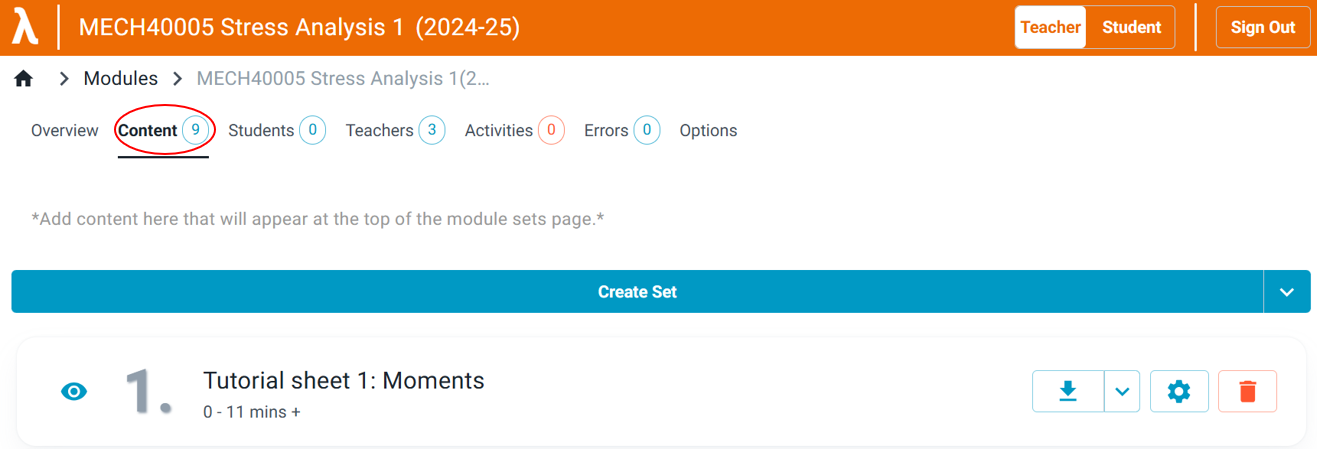 λ MECH40005 Stress Analysis 1 (2024-25) Teacher Student Sign Out
Modules MECH40005 Stress Analysis 1(2...
Overview Content 9 Students 0 Teachers 3 Activities 0 Errors 0 Options
*Add content here that will appear at the top of the module sets page.*
Create Set
1. Tutorial sheet 1: Moments
0 - 11 mins +